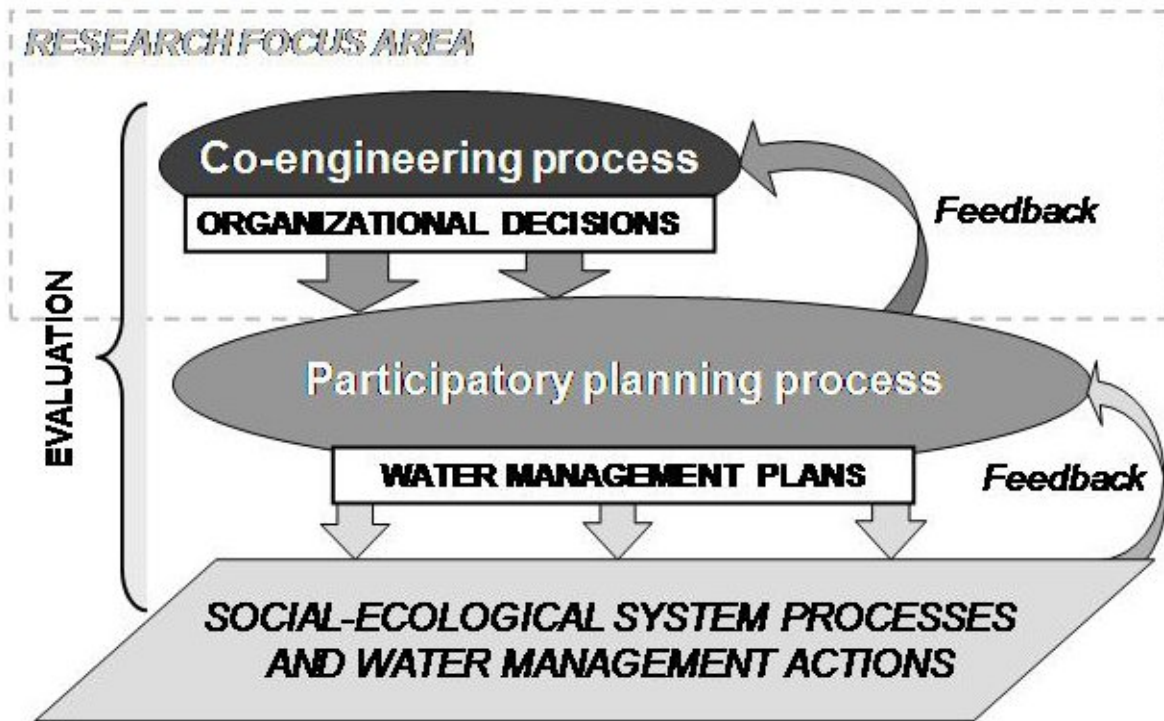 RESEARCH FOCUS AREA
Co-engineering process
ORGANIZATIONAL DECISIONS
Feedback
EVALUATION
Participatory planning process
WATER MANAGEMENT PLANS
Feedback
SOCIAL-ECOLOGICAL SYSTEM PROCESSES
AND WATER MANAGEMENT ACTIONS